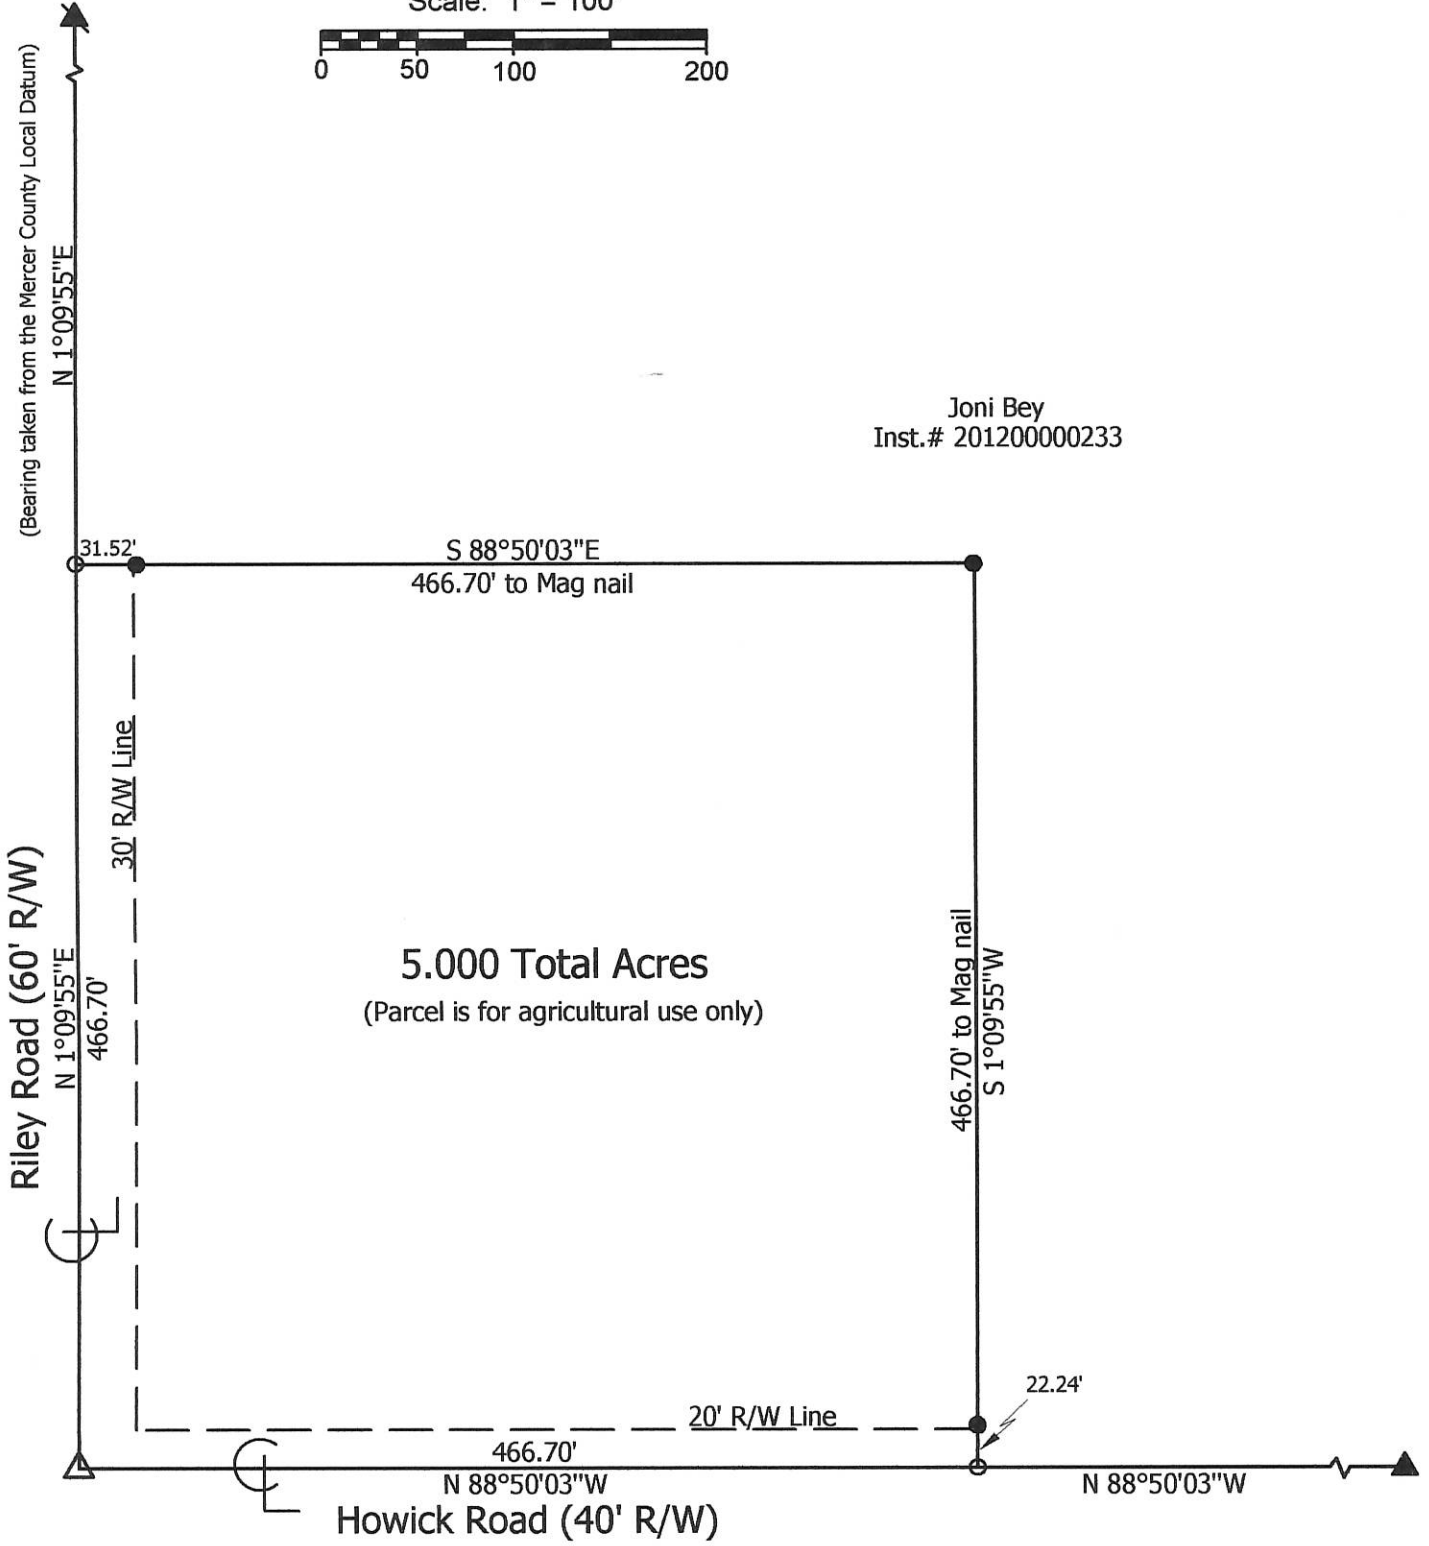 Scale: 1" = 100'
0 50 100 200
(Bearing taken from the Mercer County Local Datum)
N 1°09'55"E
Joni Bey
Inst.# 201200000233
31.52'
S 88°50'03"E
466.70' to Mag nail
30' R/W Line
Riley Road (60' R/W)
N 1°09'55"E
466.70'
5.000 Total Acres
(Parcel is for agricultural use only)
466.70' to Mag nail
S 1°09'55"W
22.24'
20' R/W Line
466.70'
N 88°50'03"W
N 88°50'03"W
Howick Road (40' R/W)